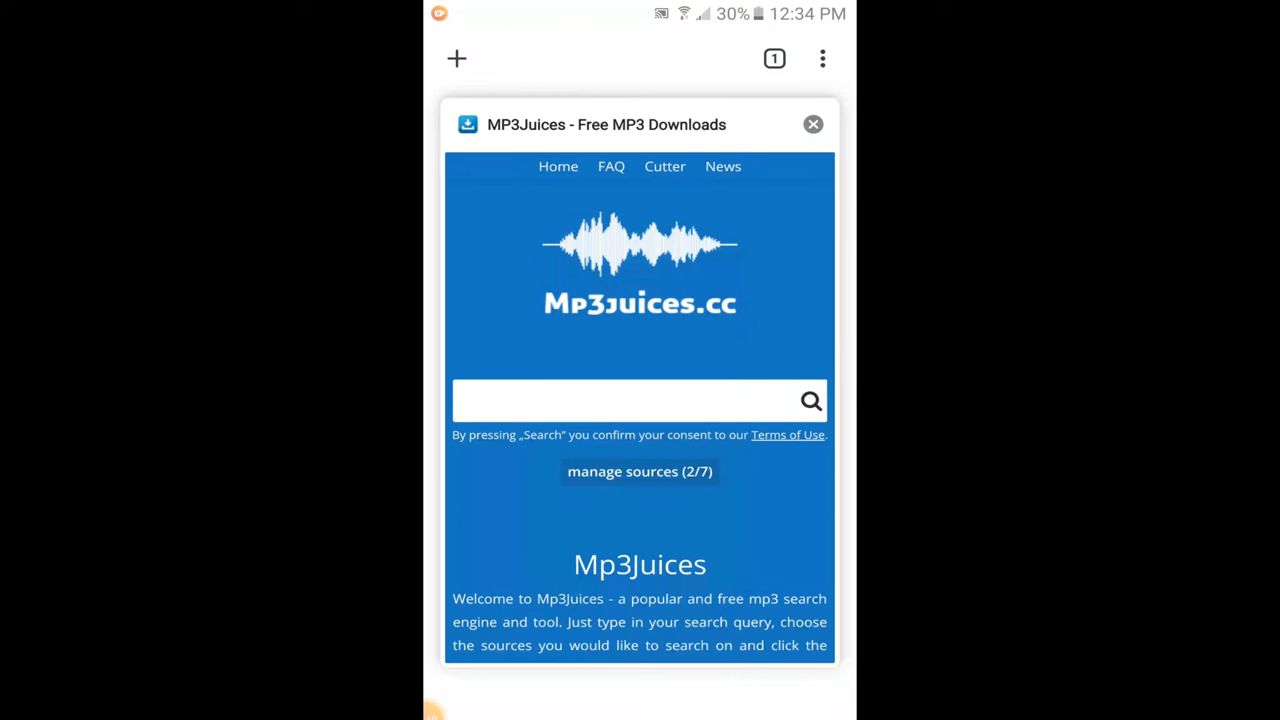 30% 12:34 PM
1
MP3Juices - Free MP3 Downloads
Home FAQ Cutter News
Mp3Juices.cc
By pressing „Search” you confirm your consent to our Terms of Use.
manage sources (2/7)
Mp3Juices
Welcome to Mp3Juices - a popular and free mp3 search
engine and tool. Just type in your search query, choose
the sources you would like to search on and click the